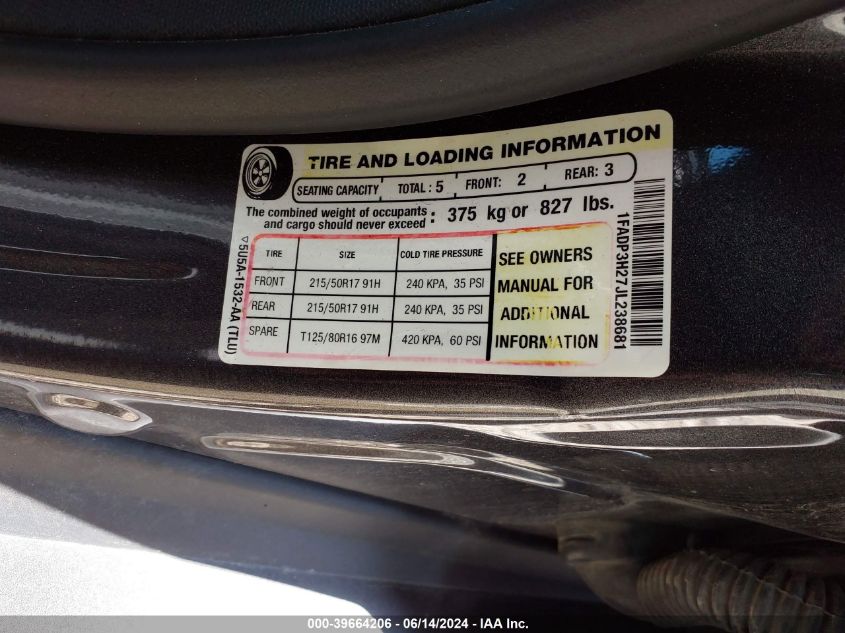 TIRE AND LOADING INFORMATION
SEATING CAPACITY TOTAL : 5 FRONT: 2 REAR: 3
The combined weight of occupants and cargo should never exceed : 375 kg or 827 lbs.
TIRE SIZE COLD TIRE PRESSURE
FRONT 215/50R17 91H 240 KPA, 35 PSI
REAR 215/50R17 91H 240 KPA, 35 PSI
SPARE T125/80R16 97M 420 KPA, 60 PSI
SEE OWNERS
MANUAL FOR
ADDITIONAL
INFORMATION
5U5A-1532-AA (TLU)
1FADP3H27JL238681
000-39664206 - 06/14/2024 - IAA Inc.